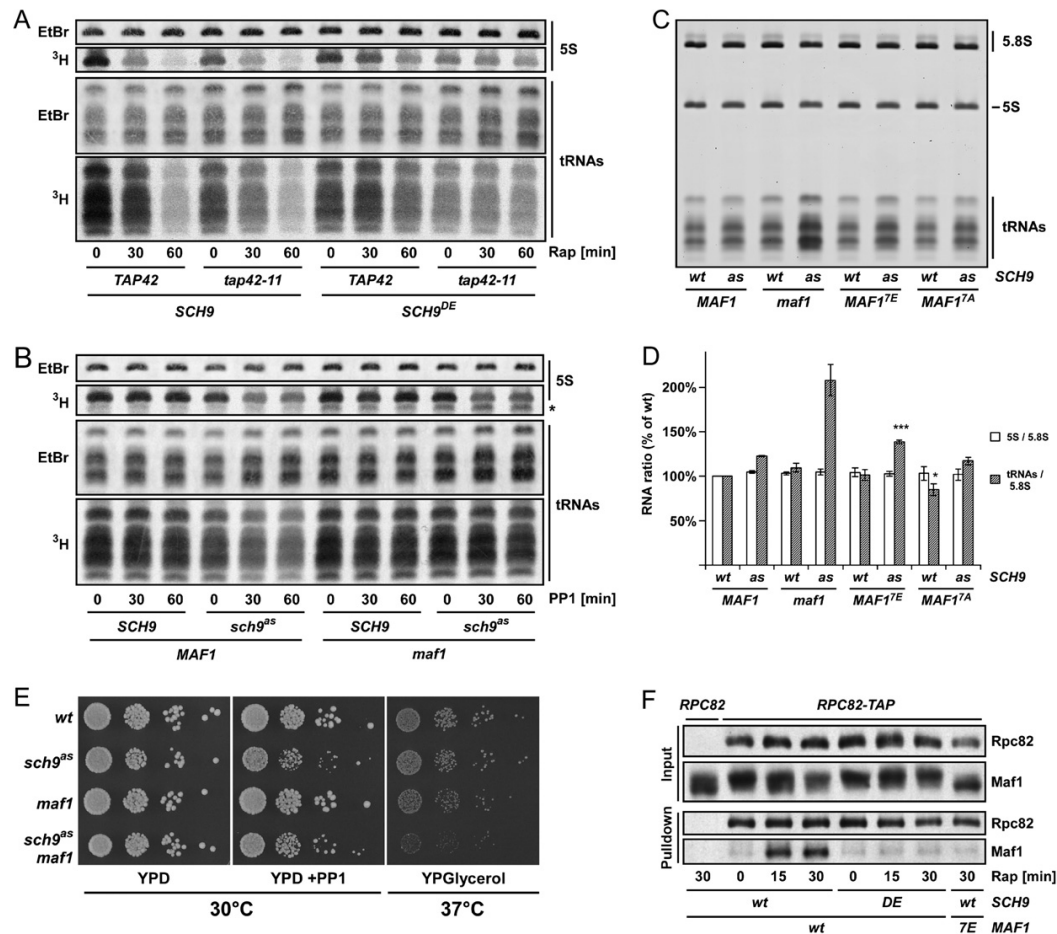 A
EtBr
³H
5S
EtBr
³H
tRNAs
0 30 60 0 30 60 0 30 60 0 30 60 Rap [min]
TAP42 tap42-11 TAP42 tap42-11
SCH9 SCH9ᴰᴱ
B
EtBr
³H
5S
*
EtBr
³H
tRNAs
0 30 60 0 30 60 0 30 60 0 30 60 PP1 [min]
SCH9 sch9ᵃˢ SCH9 sch9ᵃˢ
MAF1 maf1
C
5.8S
5S
tRNAs
wt as wt as wt as wt as SCH9
MAF1 maf1 MAF1⁷ᴱ MAF1⁷ᴬ
D
RNA ratio (% of wt)
200%
150%
100%
50%
***
*
5S / 5.8S
tRNAs / 5.8S
wt as wt as wt as wt as SCH9
MAF1 maf1 MAF1⁷ᴱ MAF1⁷ᴬ
E
wt
sch9ᵃˢ
maf1
sch9ᵃˢ
maf1
YPD YPD +PP1 YPGlycerol
30°C 37°C
F
RPC82 RPC82-TAP
Input
Rpc82
Maf1
Pulldown
Rpc82
Maf1
30 0 15 30 0 15 30 30 Rap [min]
wt DE wt SCH9
wt 7E MAF1